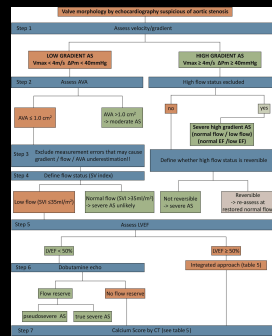 Valve morphology by echocardiography suspicious of aortic stenosis
Step 1
Assess velocity/gradient
LOW GRADIENT AS
Vmax < 4m/s ΔPm < 40mmHg
HIGH GRADIENT AS
Vmax ≥ 4m/s ΔPm ≥ 40mmHg
Step 2
Assess AVA
High flow status excluded
AVA ≤ 1.0 cm²
AVA >1.0 cm²
-> moderate AS
no
yes
Severe high gradient AS
(normal flow / low flow)
(normal EF /low EF)
Step 3
Exclude measurement errors that may cause
gradient / flow / AVA underestimation!!
Define whether high flow status is reversible
Step 4
Define flow status (SV index)
Low flow (SVi ≤35ml/m²)
Normal flow (SVi >35ml/m²)
-> severe AS unlikely
Not reversible
-> severe AS
Reversible
-> re-assess at
restored normal flow
Step 5
Assess LVEF
LVEF < 50%
LVEF ≥ 50%
Step 6
Dobutamine echo
Integrated approach (table 5)
Flow reserve
No flow reserve
pseudosevere AS
true severe AS
Step 7
Calcium Score by CT (see table 5)